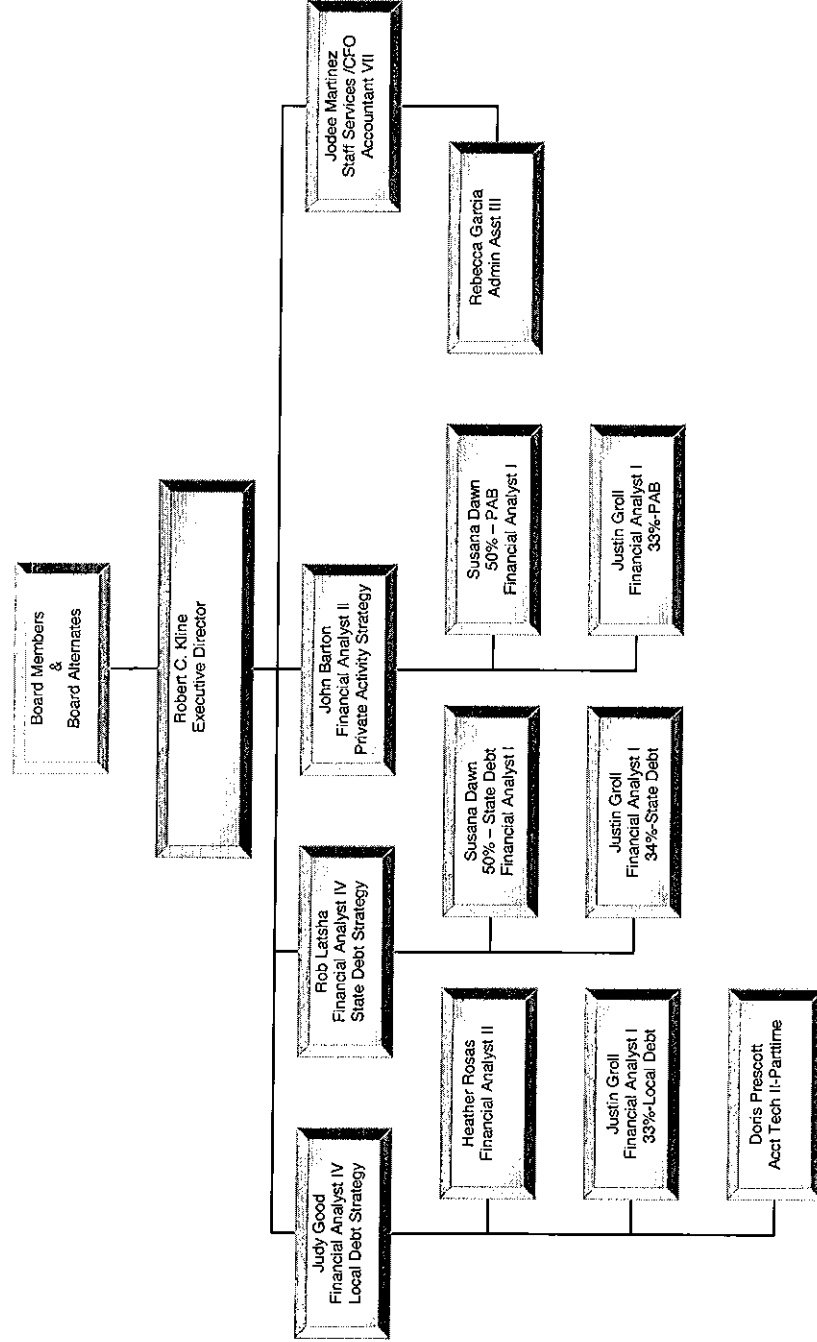 Board Members
&
Board Alternates
Robert C. Kline
Executive Director
Judy Good
Financial Analyst IV
Local Debt Strategy
Rob Latsha
Financial Analyst IV
State Debt Strategy
John Barton
Financial Analyst II
Private Activity Strategy
Jodee Martinez
Staff Services /CFO
Accountant VII
Heather Rosas
Financial Analyst II
Susana Dawn
50% – State Debt
Financial Analyst I
Susana Dawn
50% – PAB
Financial Analyst I
Rebecca Garcia
Admin Asst III
Justin Groll
Financial Analyst I
33%-Local Debt
Justin Groll
Financial Analyst I
34%-State Debt
Justin Groll
Financial Analyst I
33%-PAB
Doris Prescott
Acct Tech II-Parttime